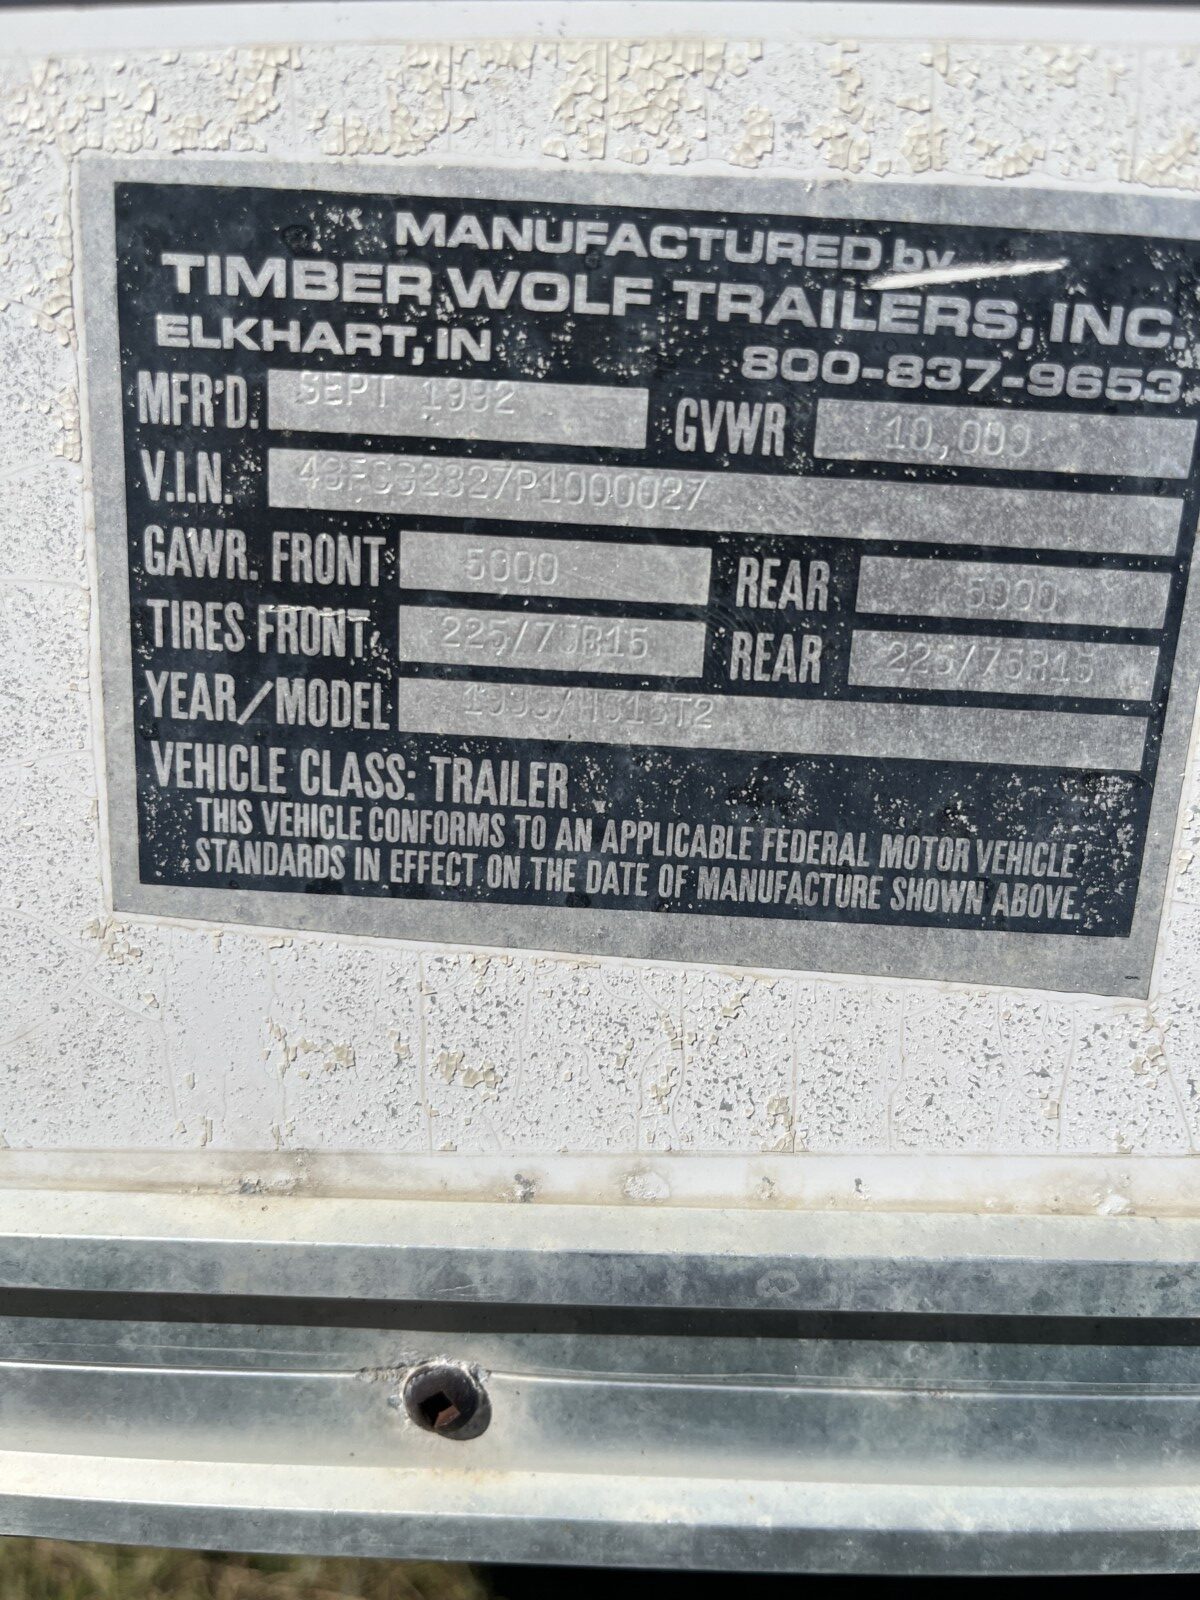 MANUFACTURED by
TIMBER WOLF TRAILERS, INC.
ELKHART, IN 800-837-9653
MFR'D. SEPT 1992 GVWR 10,000
V.I.N.
GAWR. FRONT 5000 REAR 5000
TIRES FRONT 225/75R15 REAR 225/75R15
YEAR/MODEL
VEHICLE CLASS: TRAILER
THIS VEHICLE CONFORMS TO AN APPLICABLE FEDERAL MOTOR VEHICLE
STANDARDS IN EFFECT ON THE DATE OF MANUFACTURE SHOWN ABOVE.